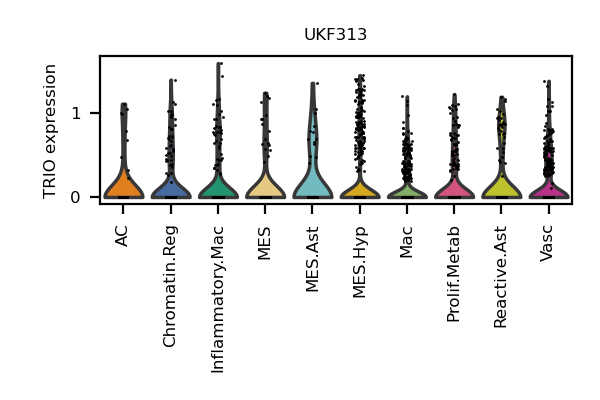 UKF313
TRIO expression
1
0
AC
Chromatin.Reg
Inflammatory.Mac
MES
MES.Ast
MES.Hyp
Mac
Prolif.Metab
Reactive.Ast
Vasc